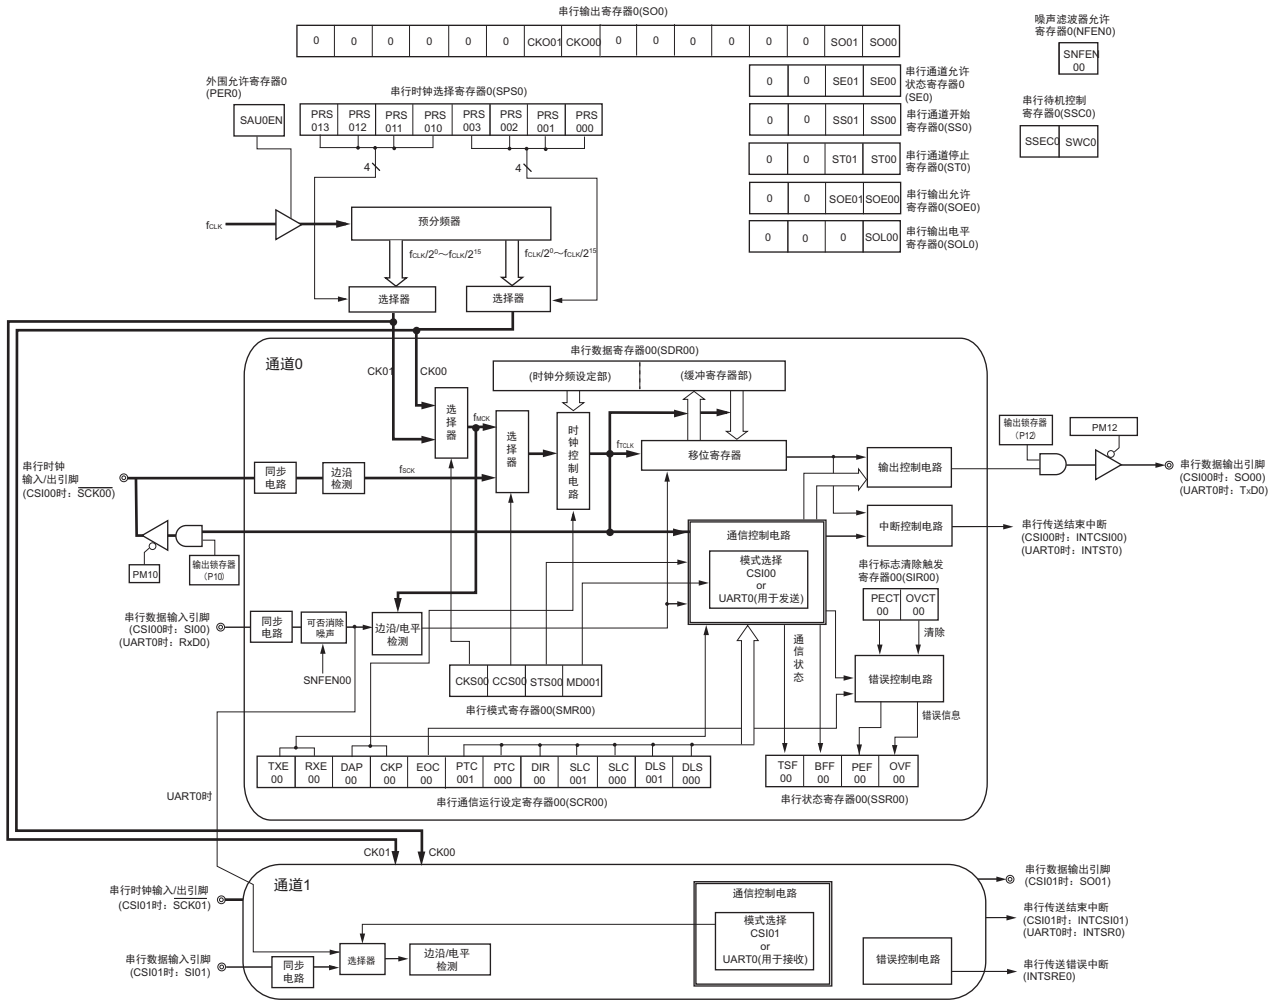 串行输出寄存器0(SO0)
0 0 0 0 0 0 CKO01 CKO00 0 0 0 0 0 0 SO01 SO00
噪声滤波器允许
寄存器0(NFEN0)
SNFEN
00
外围允许寄存器0
(PER0)
SAU0EN
串行时钟选择寄存器0(SPS0)
PRS
013
PRS
012
PRS
011
PRS
010
PRS
003
PRS
002
PRS
001
PRS
000
4
4
0 0 SE01 SE00
串行通道允许
状态寄存器0
(SE0)
0 0 SS01 SS00
串行通道开始
寄存器0(SS0)
0 0 ST01 ST00
串行通道停止
寄存器0(ST0)
0 0 SOE01 SOE00
串行输出允许
寄存器0(SOE0)
0 0 0 SOL00
串行输出电平
寄存器0(SOL0)
串行待机控制
寄存器0(SSC0)
SSEC0 SWC0
fCLK
预分频器
fCLK/2⁰～fCLK/2¹⁵
fCLK/2⁰～fCLK/2¹⁵
选择器
选择器
通道0
CK01
CK00
串行数据寄存器00(SDR00)
(时钟分频设定部)
(缓冲寄存器部)
选择器
fMCK
选择器
时钟控制电路
fTCLK
移位寄存器
输出控制电路
输出锁存器
(P12)
PM12
串行数据输出引脚
(CSI00时：SO00)
(UART0时：TxD0)
串行时钟
输入/出引脚
(CSI00时：SCK00)
同步
电路
边沿
检测
fSCK
PM10
输出锁存器
(P10)
通信控制电路
模式选择
CSI00
or
UART0(用于发送)
中断控制电路
串行传送结束中断
(CSI00时：INTCSI00)
(UART0时：INTST0)
串行标志清除触发
寄存器00(SIR00)
PECT
00
OVCT
00
清除
串行数据输入引脚
(CSI00时：SI00)
(UART0时：RxD0)
同步
电路
可否消除
噪声
边沿/电平
检测
SNFEN00
通信状态
错误控制电路
错误信息
CKS00 CCS00 STS00 MD001
串行模式寄存器00(SMR00)
TXE
00
RXE
00
DAP
00
CKP
00
EOC
00
PTC
001
PTC
000
DIR
00
SLC
001
SLC
000
DLS
001
DLS
000
串行通信运行设定寄存器00(SCR00)
TSF
00
BFF
00
PEF
00
OVF
00
串行状态寄存器00(SSR00)
UART0时
CK01
CK00
通道1
串行时钟输入/出引脚
(CSI01时：SCK01)
串行数据输入引脚
(CSI01时：SI01)
同步
电路
选择器
边沿/电平
检测
通信控制电路
模式选择
CSI01
or
UART0(用于接收)
错误控制电路
串行数据输出引脚
(CSI01时：SO01)
串行传送结束中断
(CSI01时：INTCSI01)
(UART0时：INTSR0)
串行传送错误中断
(INTSRE0)